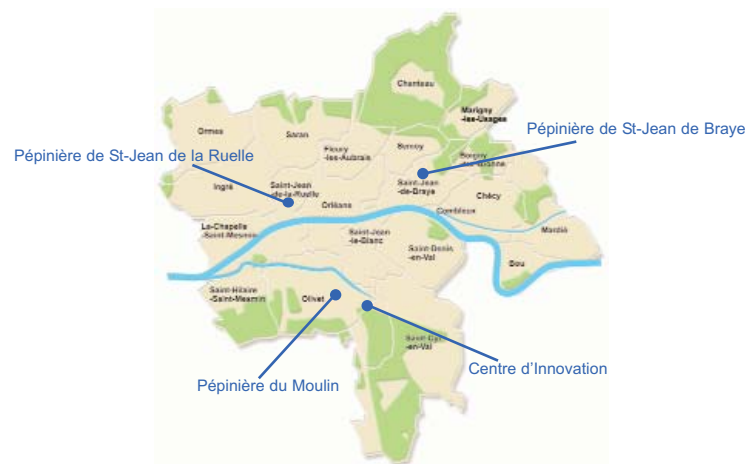 Chanteau
Marigny
-les-Usages
Pépinière de St-Jean de Braye
Ormes
Saran
Fleury
-les-Aubrais
Semoy
Boigny
-sur-Bionne
Pépinière de St-Jean de la Ruelle
Ingré
Saint-Jean
-de-la-Ruelle
Orléans
Saint-Jean
-de-Braye
Chécy
Combleux
Mardié
La-Chapelle
-Saint-Mesmin
Saint-Jean
-le-Blanc
Saint-Denis
-en-Val
Bou
Saint-Hilaire
-Saint-Mesmin
Olivet
Saint-Cyr
-en-Val
Centre d'Innovation
Pépinière du Moulin